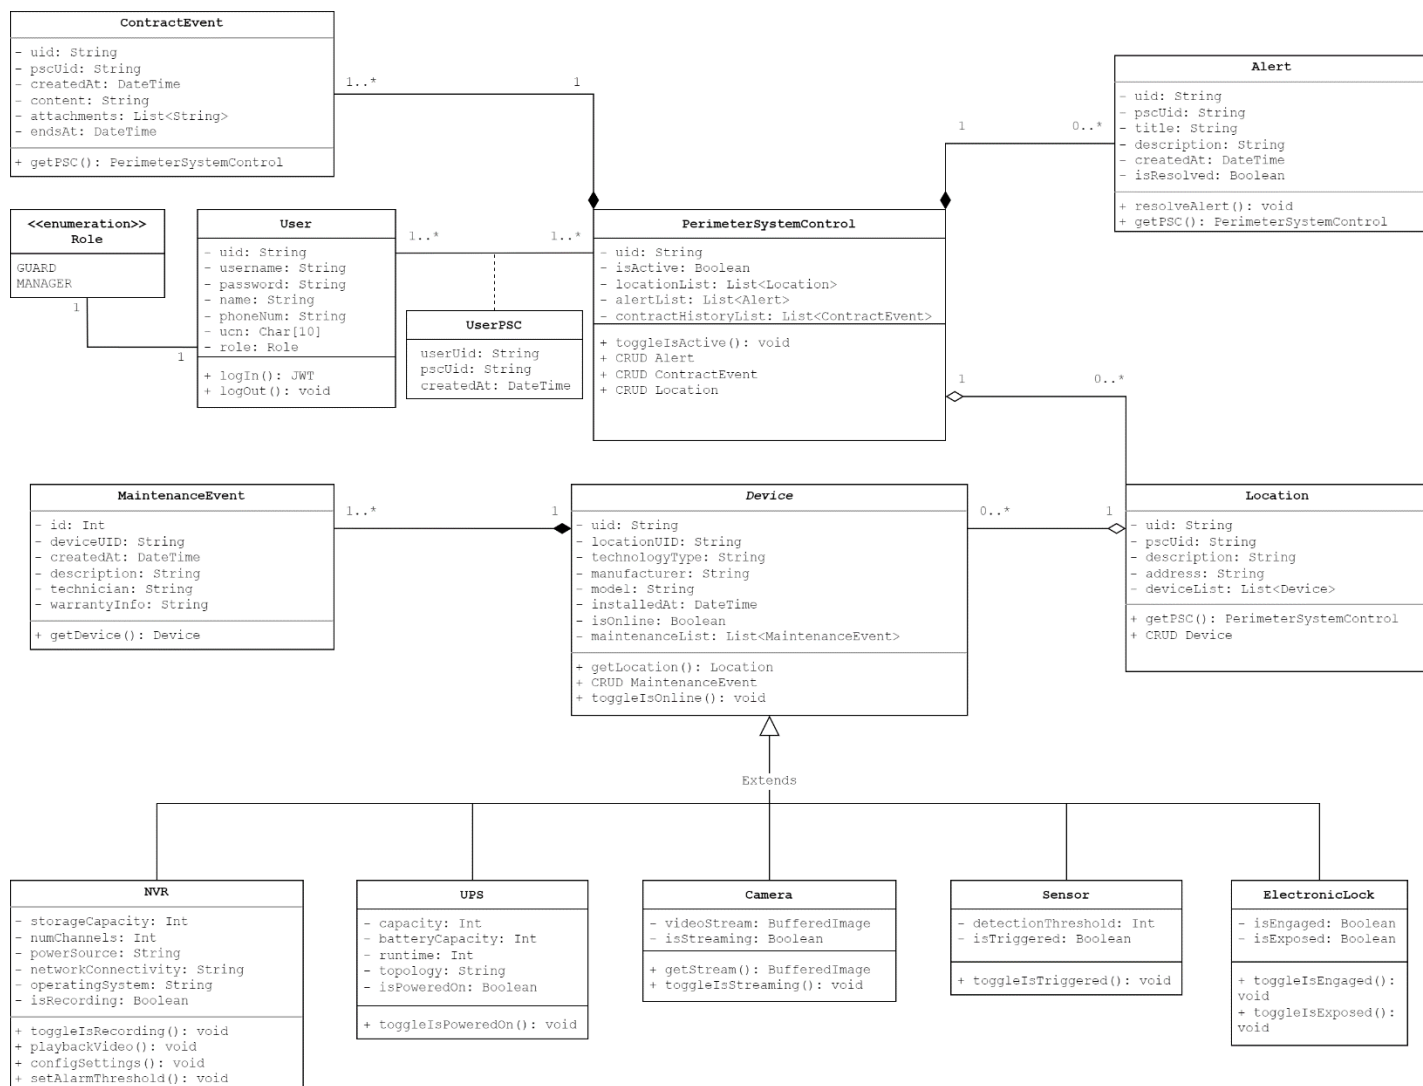 ContractEvent
- uid: String
- pscUid: String
- createdAt: DateTime
- content: String
- attachments: List<String>
- endsAt: DateTime
+ getPSC(): PerimeterSystemControl
1..*
1
Alert
- uid: String
- pscUid: String
- title: String
- description: String
- createdAt: DateTime
- isResolved: Boolean
+ resolveAlert(): void
+ getPSC(): PerimeterSystemControl
1
0..*
<<enumeration>>
Role
GUARD
MANAGER
1
1
User
- uid: String
- username: String
- password: String
- name: String
- phoneNum: String
- ucn: Char[10]
- role: Role
+ logIn(): JWT
+ logOut(): void
1..*
1..*
UserPSC
userUid: String
pscUid: String
createdAt: DateTime
PerimeterSystemControl
- uid: String
- isActive: Boolean
- locationList: List<Location>
- alertList: List<Alert>
- contractHistoryList: List<ContractEvent>
+ toggleIsActive(): void
+ CRUD Alert
+ CRUD ContractEvent
+ CRUD Location
1
0..*
MaintenanceEvent
- id: Int
- deviceUID: String
- createdAt: DateTime
- description: String
- technician: String
- warrantyInfo: String
+ getDevice(): Device
1..*
1
Device
- uid: String
- locationUID: String
- technologyType: String
- manufacturer: String
- model: String
- installedAt: DateTime
- isOnline: Boolean
- maintenanceList: List<MaintenanceEvent>
+ getLocation(): Location
+ CRUD MaintenanceEvent
+ toggleIsOnline(): void
0..*
1
Location
- uid: String
- pscUid: String
- description: String
- address: String
- deviceList: List<Device>
+ getPSC(): PerimeterSystemControl
+ CRUD Device
Extends
NVR
- storageCapacity: Int
- numChannels: Int
- powerSource: String
- networkConnectivity: String
- operatingSystem: String
- isRecording: Boolean
+ toggleIsRecording(): void
+ playbackVideo(): void
+ configSettings(): void
+ setAlarmThreshold(): void
UPS
- capacity: Int
- batteryCapacity: Int
- runtime: Int
- topology: String
- isPoweredOn: Boolean
+ toggleIsPoweredOn(): void
Camera
- videoStream: BufferedImage
- isStreaming: Boolean
+ getStream(): BufferedImage
+ toggleIsStreaming(): void
Sensor
- detectionThreshold: Int
- isTriggered: Boolean
+ toggleIsTriggered(): void
ElectronicLock
- isEngaged: Boolean
- isExposed: Boolean
+ toggleIsEngaged():
void
+ toggleIsExposed():
void